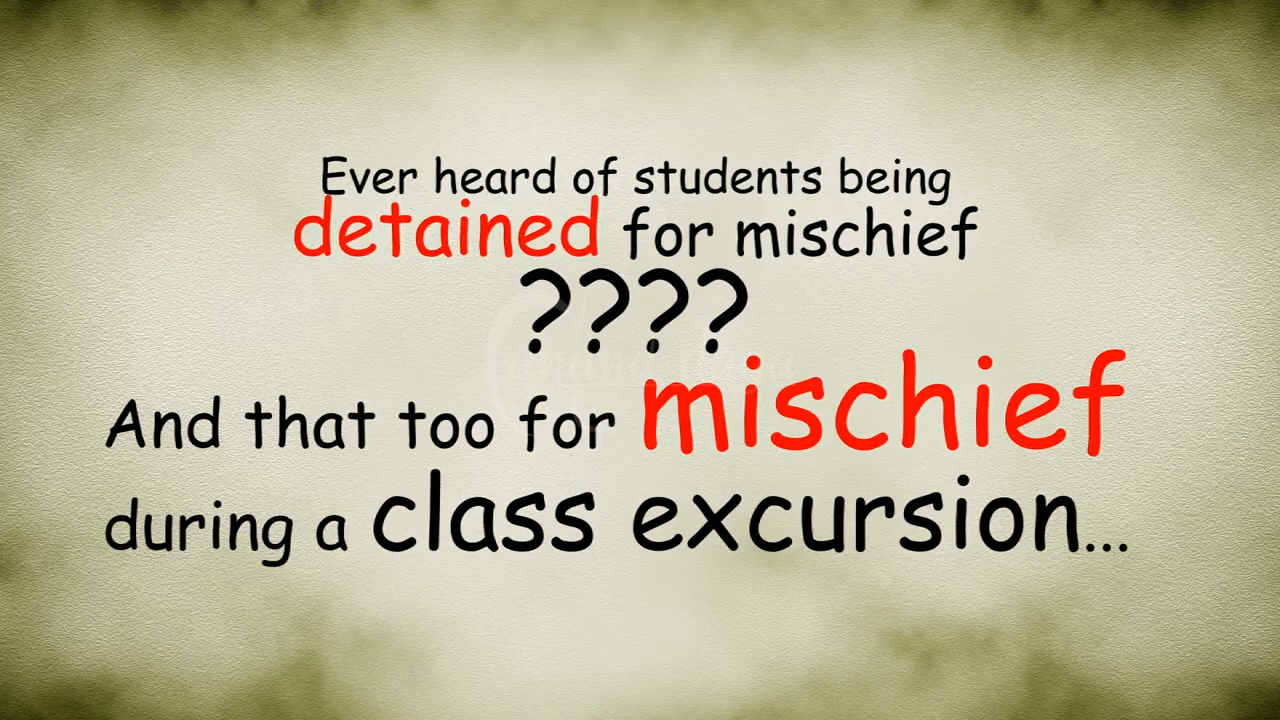 Ever heard of students being
detained for mischief
????
And that too for mischief
during a class excursion...